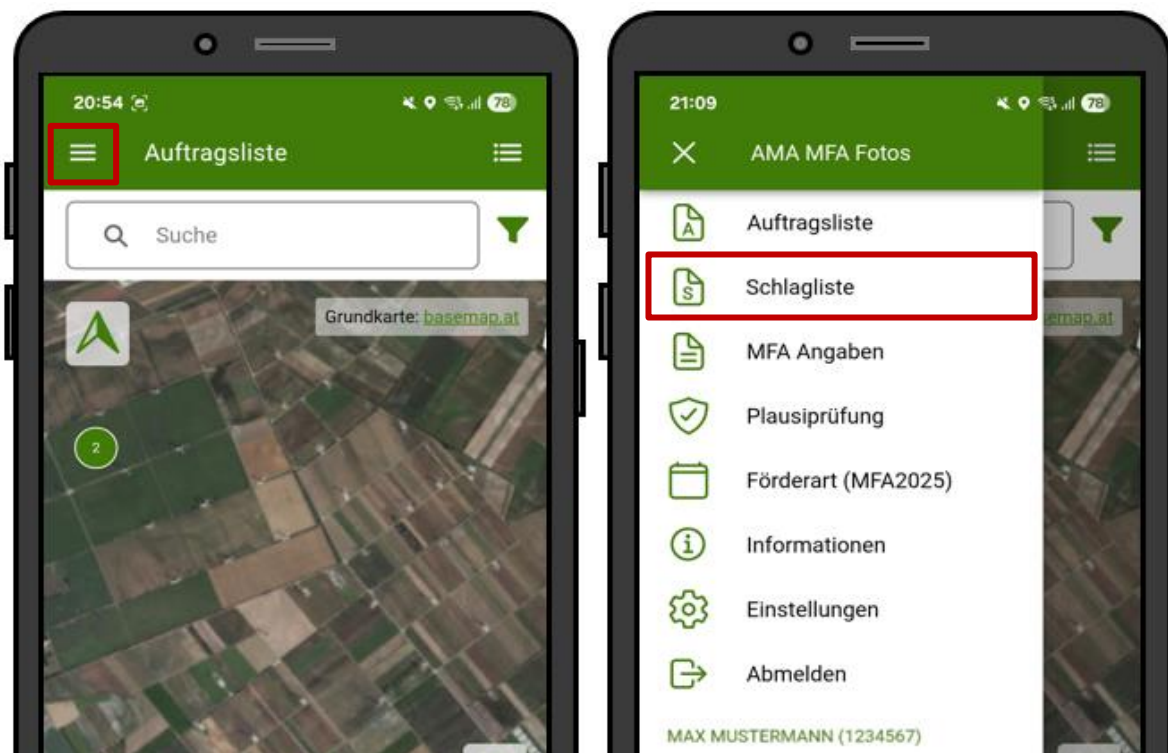 20:54
78
Auftragsliste
Suche
Grundkarte: basemap.at
2
21:09
78
AMA MFA Fotos
A
Auftragsliste
S
Schlagliste
emap.at
MFA Angaben
Plausiprüfung
Förderart (MFA2025)
i
Informationen
Einstellungen
Abmelden
MAX MUSTERMANN (1234567)